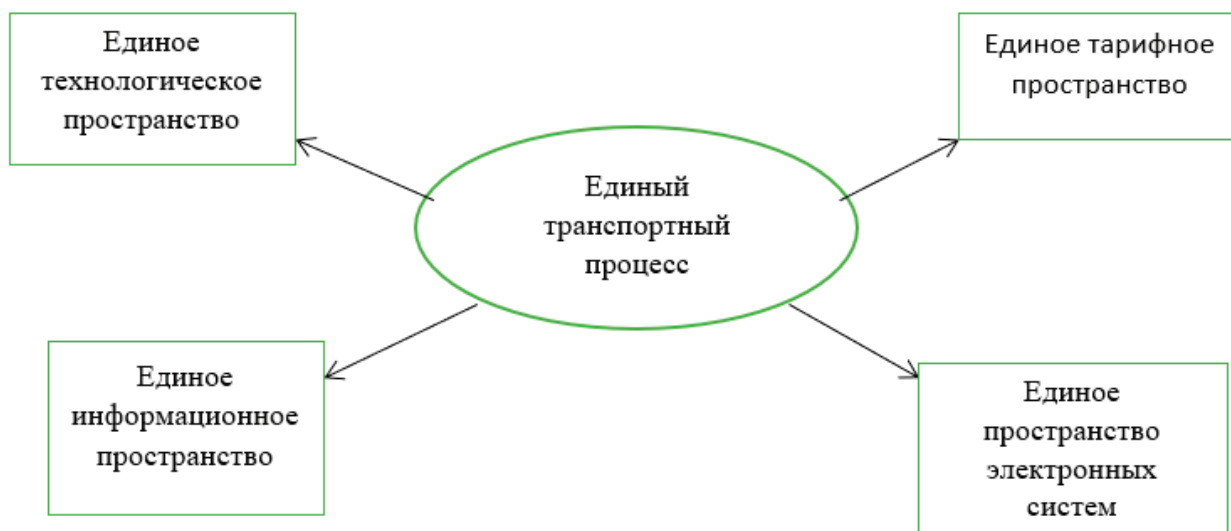 Единое
технологическое
пространство
Единое тарифное
пространство
Единый
транспортный
процесс
Единое
информационное
пространство
Единое
пространство
электронных
систем